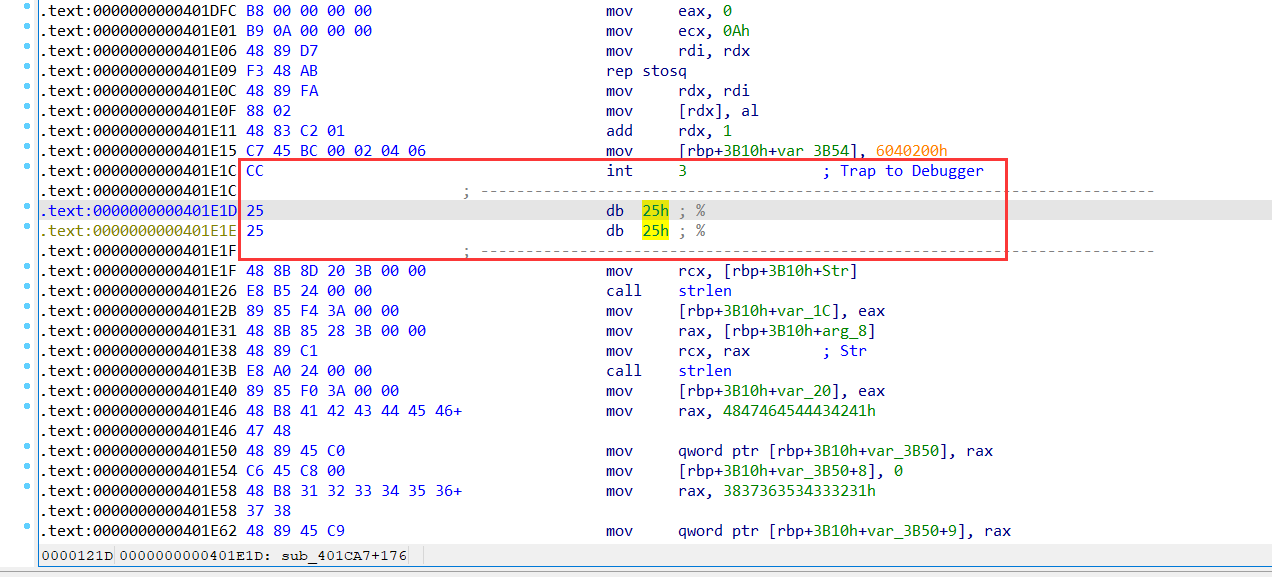 .text:0000000000401DFC B8 00 00 00 00 mov eax, 0
.text:0000000000401E01 B9 0A 00 00 00 mov ecx, 0Ah
.text:0000000000401E06 48 89 D7 mov rdi, rdx
.text:0000000000401E09 F3 48 AB rep stosq
.text:0000000000401E0C 48 89 FA mov rdx, rdi
.text:0000000000401E0F 88 02 mov [rdx], al
.text:0000000000401E11 48 83 C2 01 add rdx, 1
.text:0000000000401E15 C7 45 BC 00 02 04 06 mov [rbp+3B10h+var_3B54], 6040200h
.text:0000000000401E1C CC int 3 ; Trap to Debugger
.text:0000000000401E1C ; ---------------------------------------------------------------------------
.text:0000000000401E1D 25 db 25h ; %
.text:0000000000401E1E 25 db 25h ; %
.text:0000000000401E1F ; ---------------------------------------------------------------------------
.text:0000000000401E1F 48 8B 8D 20 3B 00 00 mov rcx, [rbp+3B10h+Str]
.text:0000000000401E26 E8 B5 24 00 00 call strlen
.text:0000000000401E2B 89 85 F4 3A 00 00 mov [rbp+3B10h+var_1C], eax
.text:0000000000401E31 48 8B 85 28 3B 00 00 mov rax, [rbp+3B10h+arg_8]
.text:0000000000401E38 48 89 C1 mov rcx, rax ; Str
.text:0000000000401E3B E8 A0 24 00 00 call strlen
.text:0000000000401E40 89 85 F0 3A 00 00 mov [rbp+3B10h+var_20], eax
.text:0000000000401E46 48 B8 41 42 43 44 45 46+ mov rax, 4847464544434241h
.text:0000000000401E46 47 48
.text:0000000000401E50 48 89 45 C0 mov qword ptr [rbp+3B10h+var_3B50], rax
.text:0000000000401E54 C6 45 C8 00 mov [rbp+3B10h+var_3B50+8], 0
.text:0000000000401E58 48 B8 31 32 33 34 35 36+ mov rax, 3837363534333231h
.text:0000000000401E58 37 38
.text:0000000000401E62 48 89 45 C9 mov qword ptr [rbp+3B10h+var_3B50+9], rax
0000121D 0000000000401E1D: sub_401CA7+176